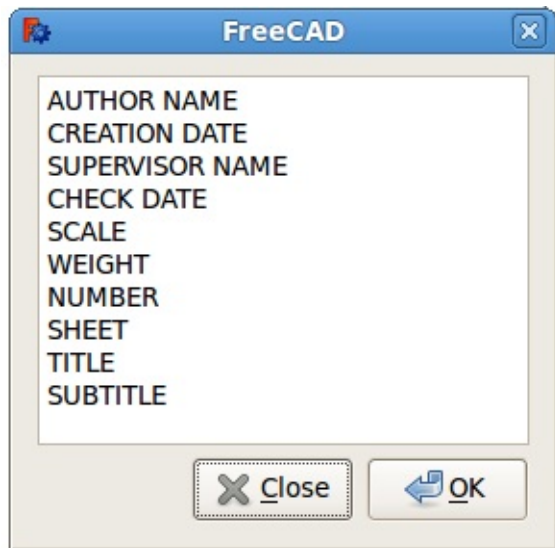 FreeCAD
AUTHOR NAME
CREATION DATE
SUPERVISOR NAME
CHECK DATE
SCALE
WEIGHT
NUMBER
SHEET
TITLE
SUBTITLE
Close
OK